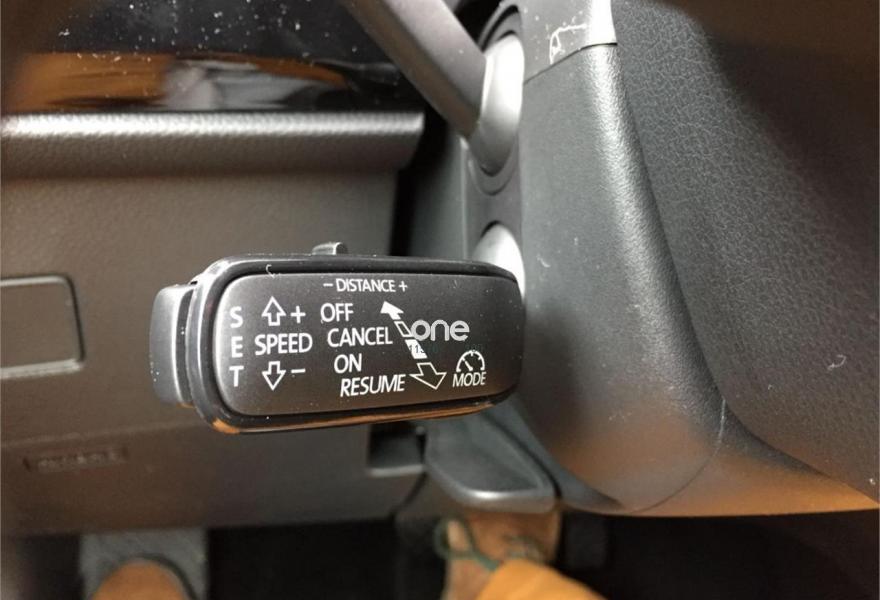 − DISTANCE +
S E T
+ OFF
SPEED CANCEL
− ON
RESUME
MODE
one